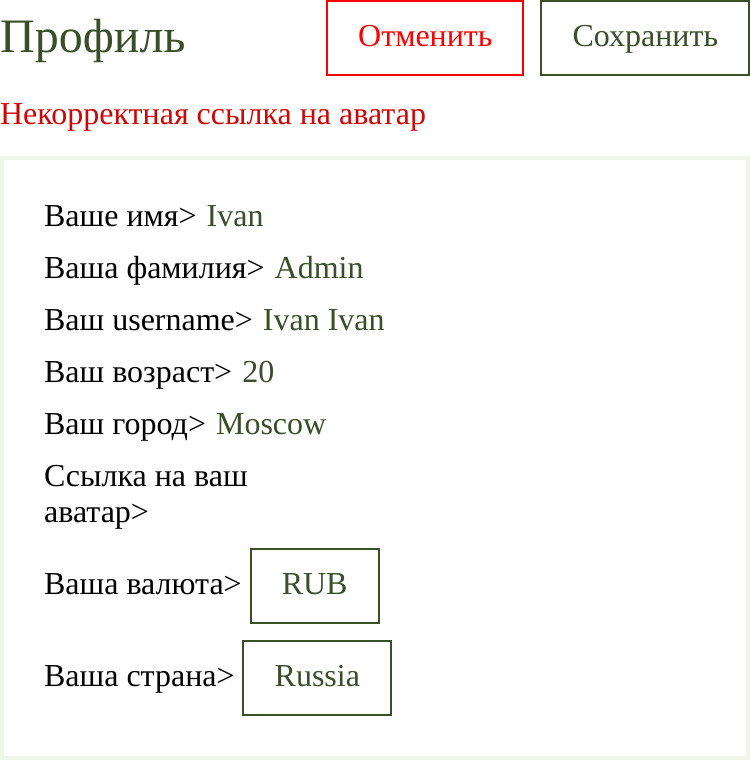 Профиль
Отменить
Сохранить
Некорректная ссылка на аватар
Ваше имя> Ivan
Ваша фамилия> Admin
Ваш username> Ivan Ivan
Ваш возраст> 20
Ваш город> Moscow
Ссылка на ваш
аватар>
Ваша валюта> RUB
Ваша страна> Russia